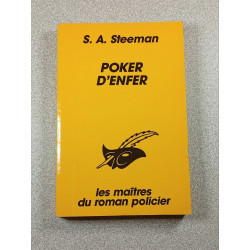 S. A. Steeman
POKER
D'ENFER
les maîtres
du roman policier